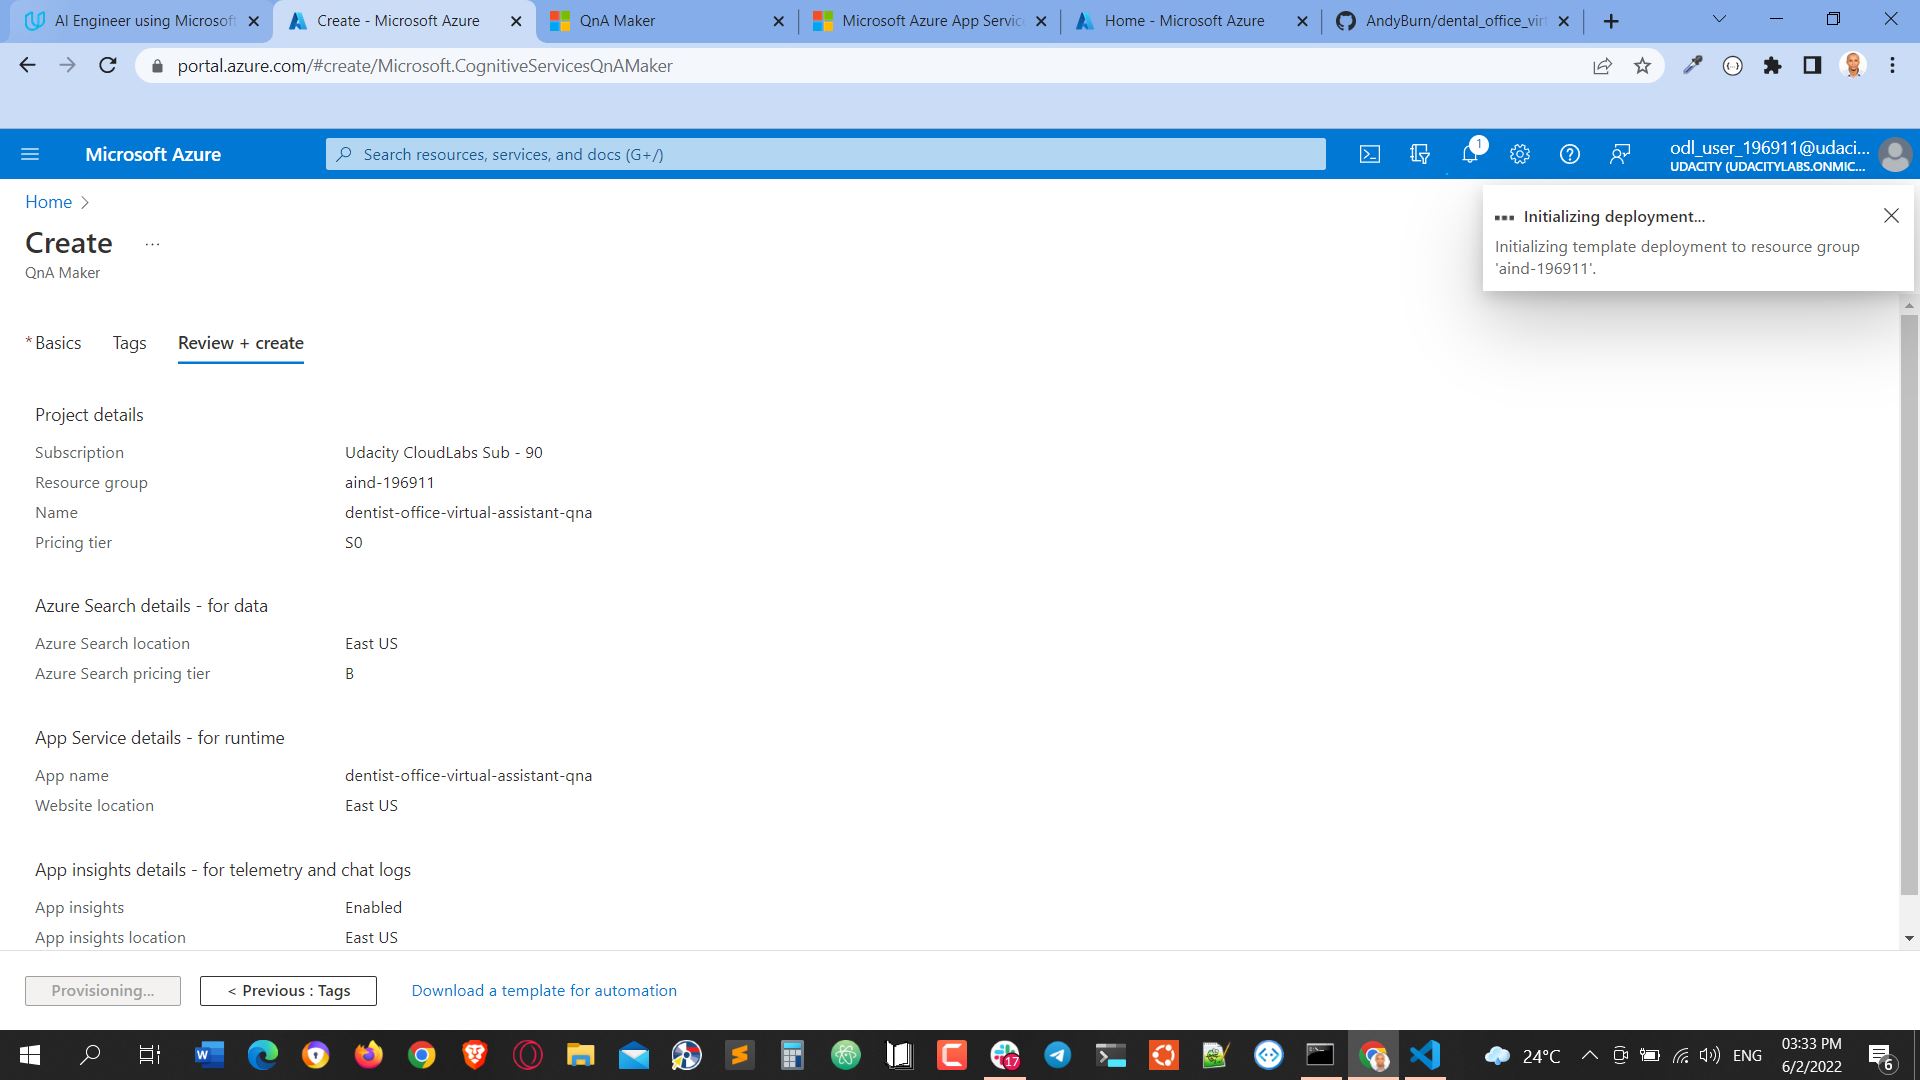 AI Engineer using Microsoft
Create - Microsoft Azure
QnA Maker
Microsoft Azure App Servic
Home - Microsoft Azure
AndyBurn/dental_office_virt
portal.azure.com/#create/Microsoft.CognitiveServicesQnAMaker
Microsoft Azure
Search resources, services, and docs (G+/)
1
odl_user_196911@udaci...
UDACITY (UDACITYLABS.ONMIC...
Home
Initializing deployment...
Initializing template deployment to resource group
'aind-196911'.
Create
...
QnA Maker
*Basics
Tags
Review + create
Project details
Subscription
Udacity CloudLabs Sub - 90
Resource group
aind-196911
Name
dentist-office-virtual-assistant-qna
Pricing tier
S0
Azure Search details - for data
Azure Search location
East US
Azure Search pricing tier
B
App Service details - for runtime
App name
dentist-office-virtual-assistant-qna
Website location
East US
App insights details - for telemetry and chat logs
App insights
Enabled
App insights location
East US
Provisioning...
< Previous : Tags
Download a template for automation
17
24°C
ENG
03:33 PM
6/2/2022
6